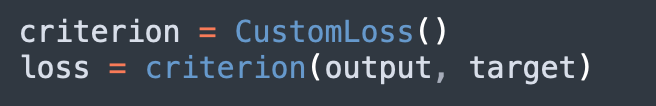 criterion = CustomLoss()
loss = criterion(output, target)